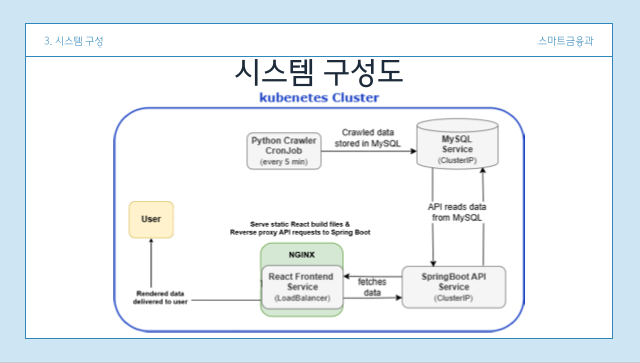 3. 시스템 구성
스마트금융과
시스템 구성도
kubenetes Cluster
Python Crawler
CronJob
(every 5 min)
Crawled data
stored in MySQL
MySQL
Service
(ClusterIP)
API reads data
from MySQL
User
Serve static React build files &
Reverse proxy API requests to Spring Boot
NGINX
React Frontend
Service
(LoadBalancer)
fetches
data
SpringBoot API
Service
(ClusterIP)
Rendered data
delivered to user